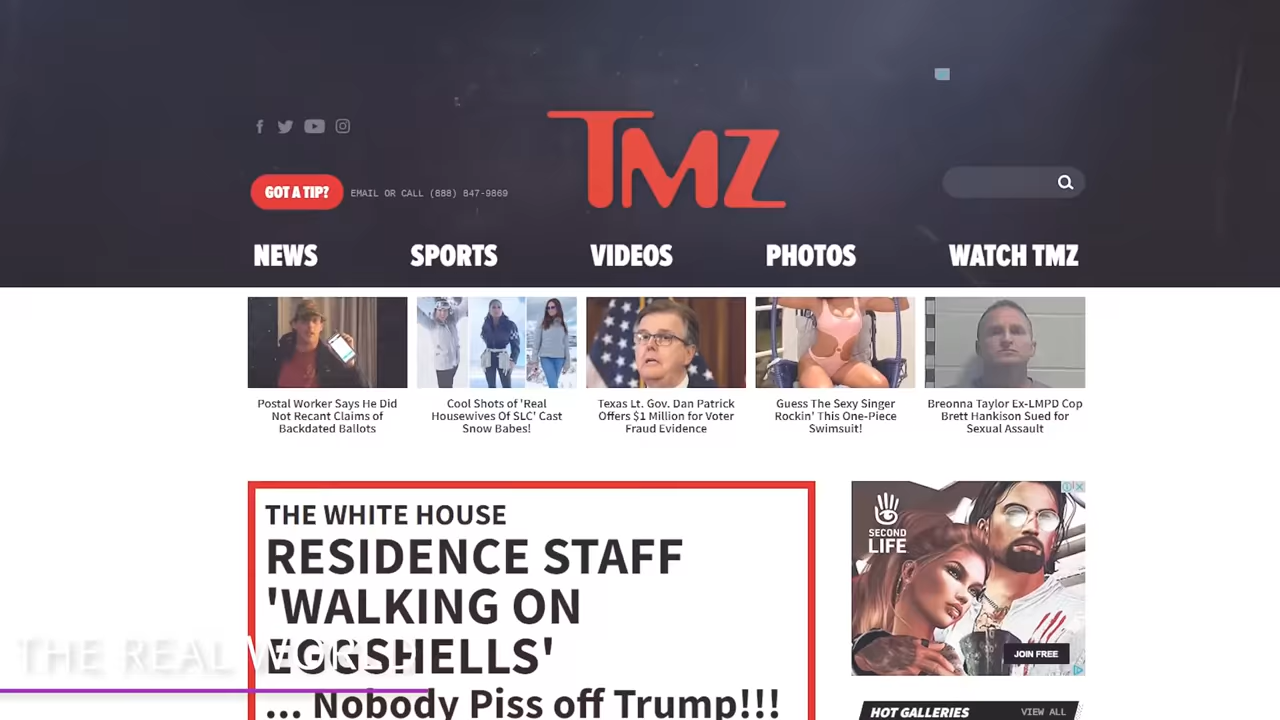 TMZ
GOT A TIP?
EMAIL OR CALL (888) 847-9869
NEWS
SPORTS
VIDEOS
PHOTOS
WATCH TMZ
Postal Worker Says He Did
Not Recant Claims of
Backdated Ballots
Cool Shots of 'Real
Housewives Of SLC' Cast
Snow Babes!
Texas Lt. Gov. Dan Patrick
Offers $1 Million for Voter
Fraud Evidence
Guess The Sexy Singer
Rockin' This One-Piece
Swimsuit!
Breonna Taylor Ex-LMPD Cop
Brett Hankison Sued for
Sexual Assault
THE WHITE HOUSE
RESIDENCE STAFF
'WALKING ON
EGGSHELLS'
... Nobody Piss off Trump!!!
SECOND
LIFE
JOIN FREE
HOT GALLERIES
VIEW ALL
THE REAL WORLD